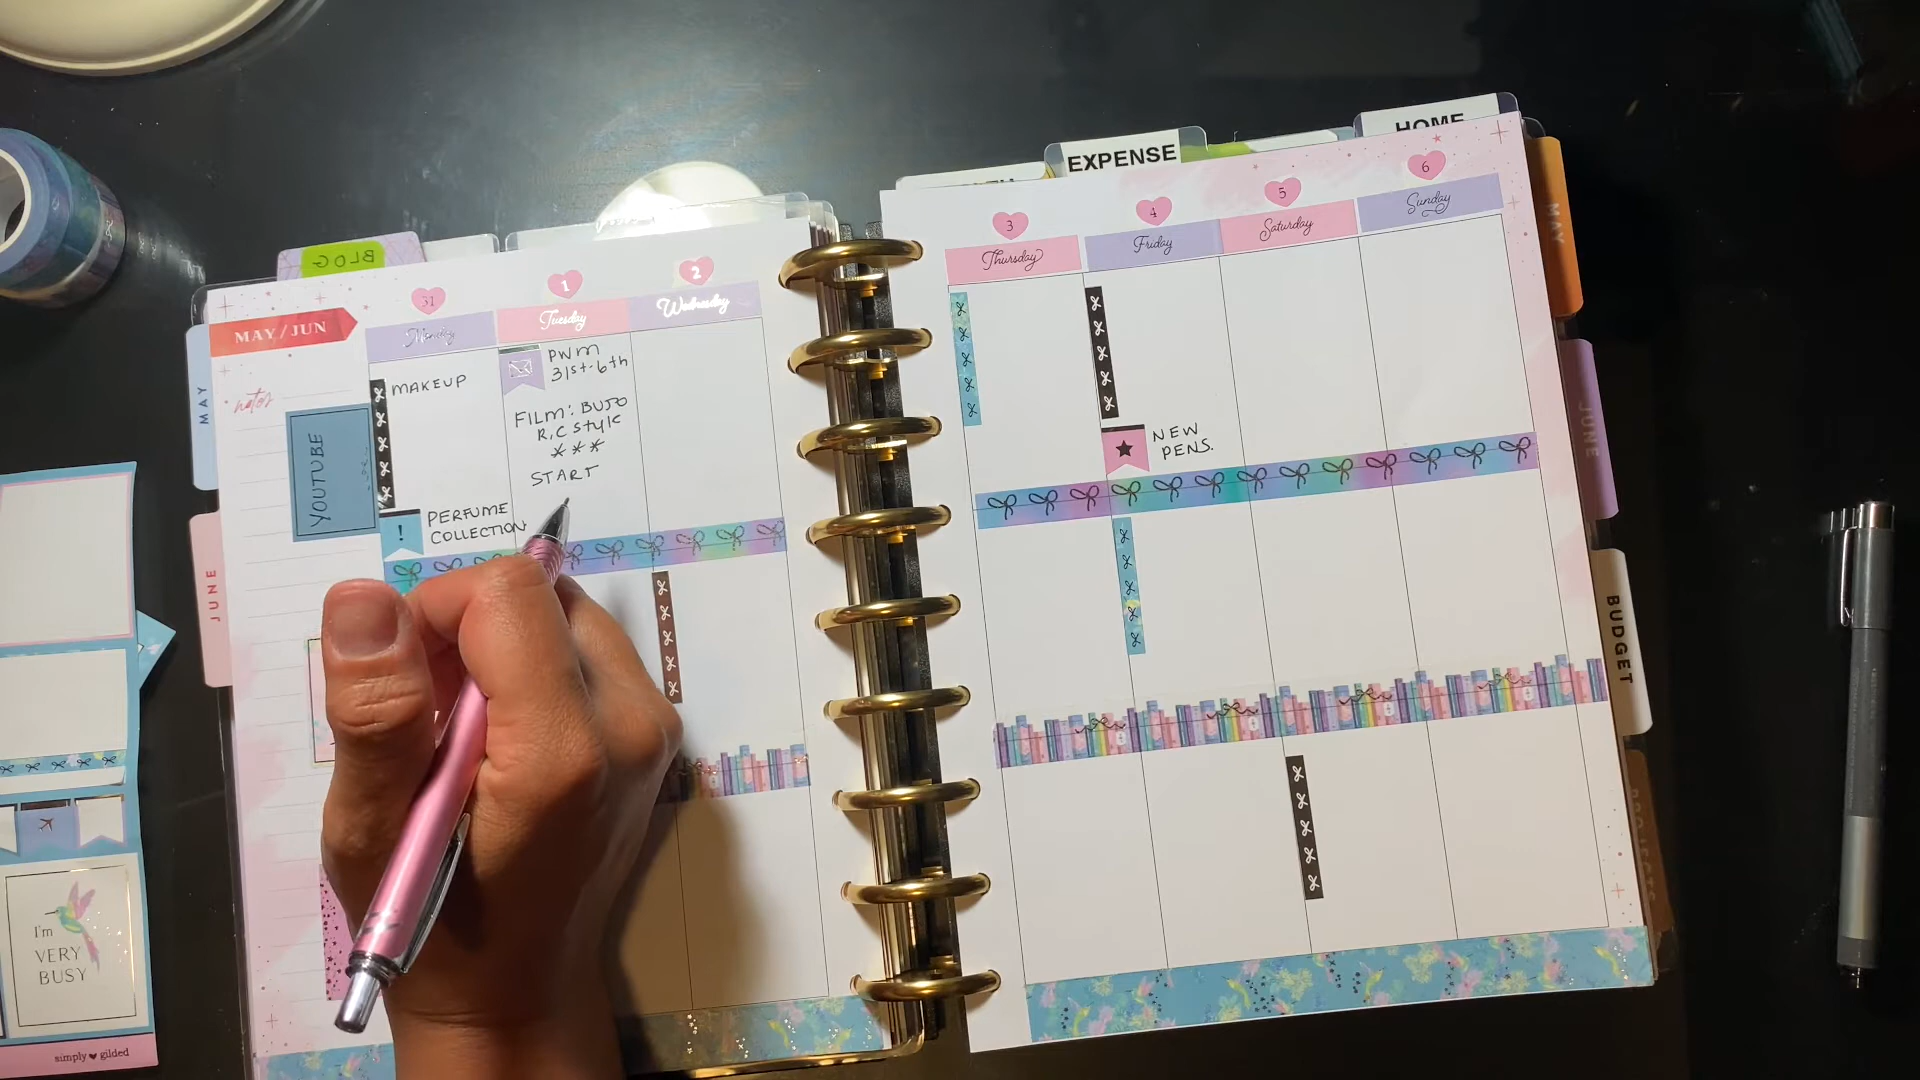 HOME
EXPENSE
BLOG
MAY/JUN
31
Monday
1
Tuesday
2
Wednesday
3
Thursday
4
Friday
5
Saturday
6
Sunday
notes
MAY
JUNE
YOUTUBE
MAKEUP
!
PERFUME
COLLECTION
PWM
31st-6th
FILM: BUJO
R,C Style
***
START
NEW
PENS.
MAY
JUNE
BUDGET
PROJECTS
I'm
VERY
BUSY
simply gilded